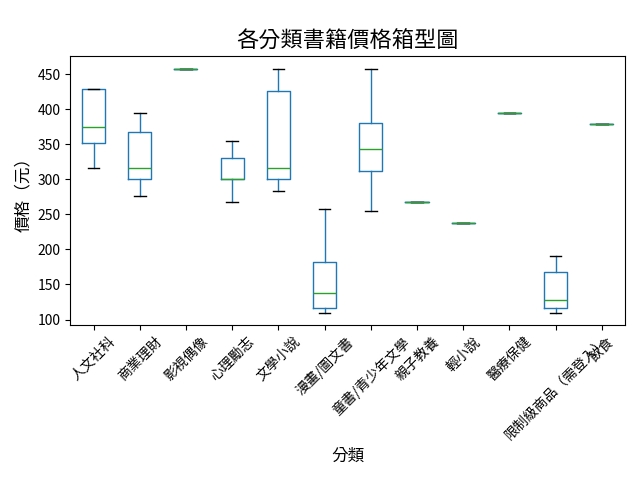 各分類書籍價格箱型圖
價格（元）
450
400
350
300
250
200
150
100
人文社科
商業理財
影視偶像
心理勵志
文學小說
漫畫/圖文書
童書/青少年文學
親子教養
輕小說
醫療保健
限制級商品（需登入）
飲食
分類